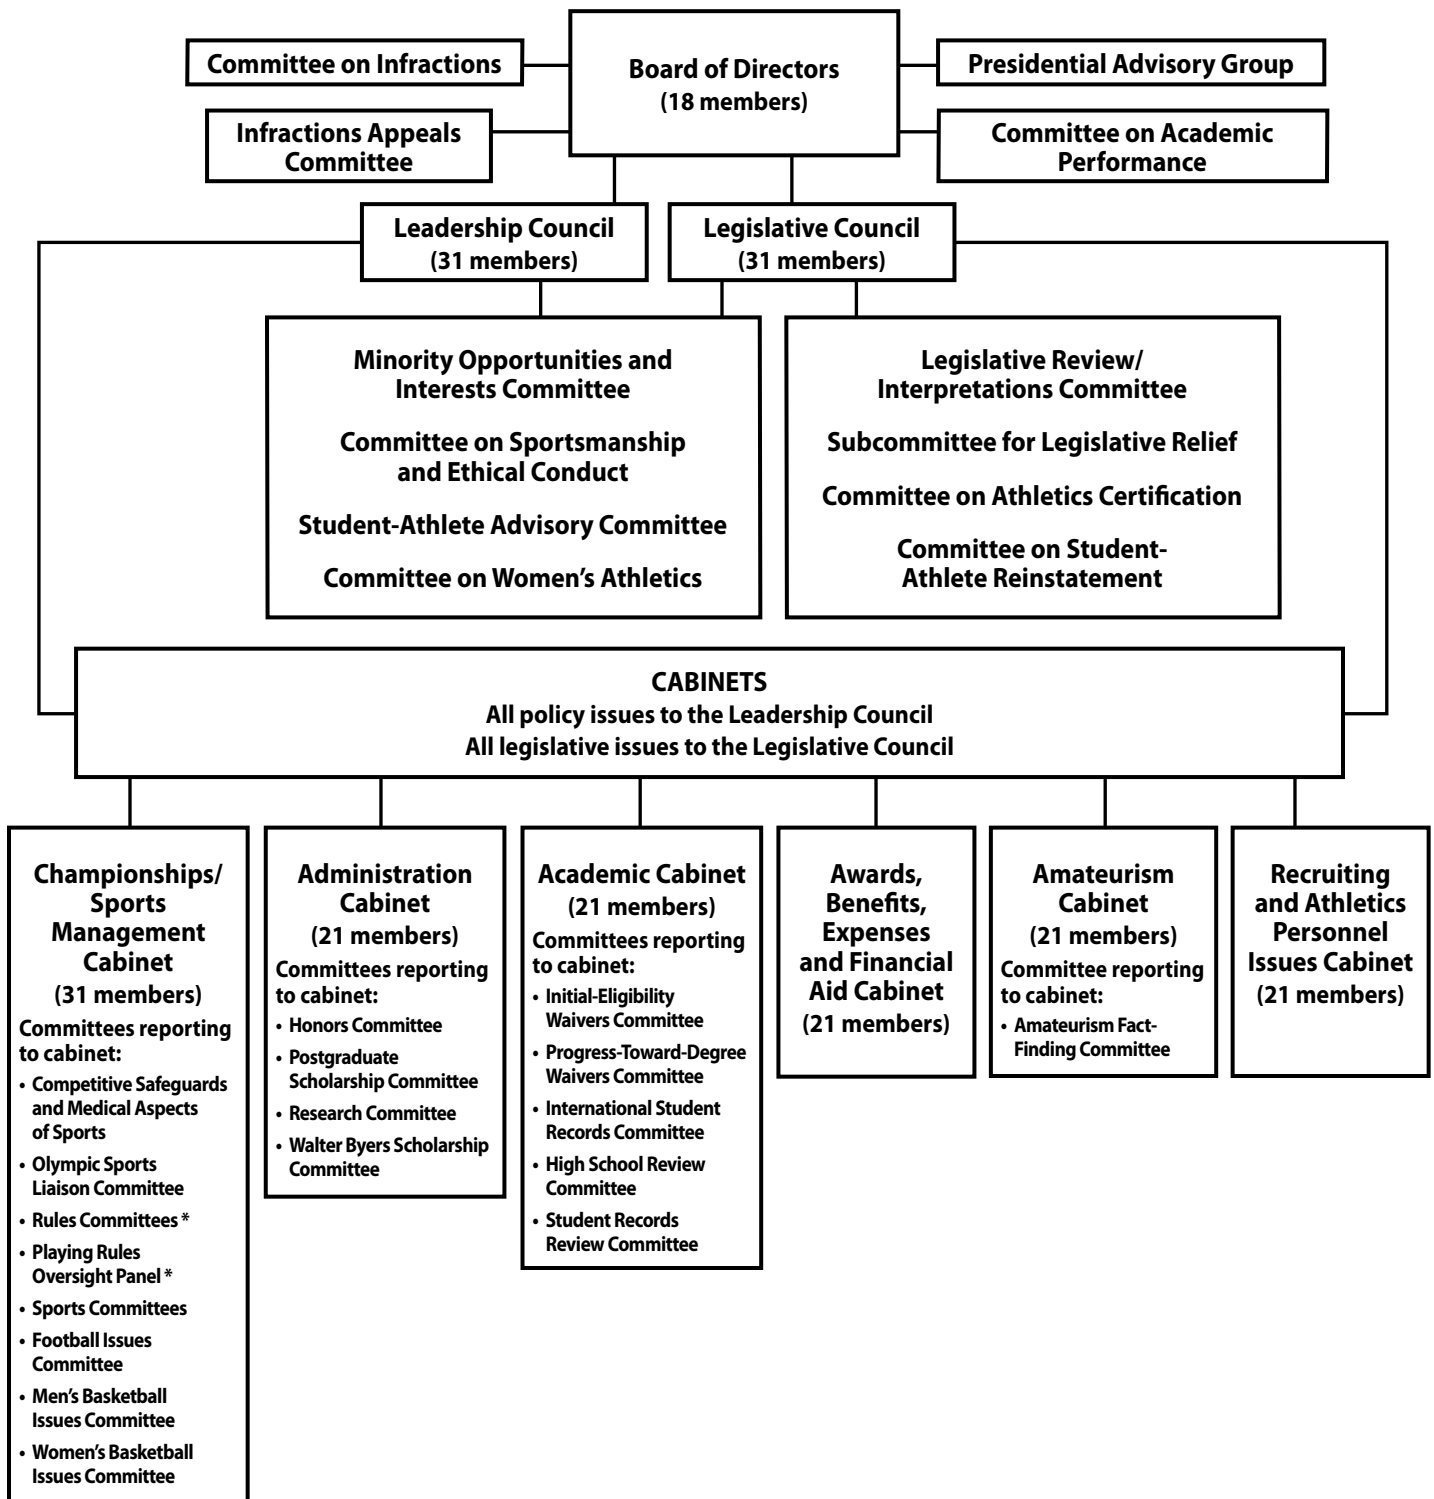 Committee on Infractions
Board of Directors
(18 members)
Presidential Advisory Group
Infractions Appeals
Committee
Committee on Academic
Performance
Leadership Council
(31 members)
Legislative Council
(31 members)
Minority Opportunities and
Interests Committee
Committee on Sportsmanship
and Ethical Conduct
Student-Athlete Advisory Committee
Committee on Women's Athletics
Legislative Review/
Interpretations Committee
Subcommittee for Legislative Relief
Committee on Athletics Certification
Committee on Student-
Athlete Reinstatement
CABINETS
All policy issues to the Leadership Council
All legislative issues to the Legislative Council
Championships/
Sports
Management
Cabinet
(31 members)
Committees reporting
to cabinet:
• Competitive Safeguards
and Medical Aspects
of Sports
• Olympic Sports
Liaison Committee
• Rules Committees *
• Playing Rules
Oversight Panel *
• Sports Committees
• Football Issues
Committee
• Men's Basketball
Issues Committee
• Women's Basketball
Issues Committee
Administration
Cabinet
(21 members)
Committees reporting
to cabinet:
• Honors Committee
• Postgraduate
Scholarship Committee
• Research Committee
• Walter Byers Scholarship
Committee
Academic Cabinet
(21 members)
Committees reporting
to cabinet:
• Initial-Eligibility
Waivers Committee
• Progress-Toward-Degree
Waivers Committee
• International Student
Records Committee
• High School Review
Committee
• Student Records
Review Committee
Awards,
Benefits,
Expenses
and Financial
Aid Cabinet
(21 members)
Amateurism
Cabinet
(21 members)
Committee reporting
to cabinet:
• Amateurism Fact-
Finding Committee
Recruiting
and Athletics
Personnel
Issues Cabinet
(21 members)